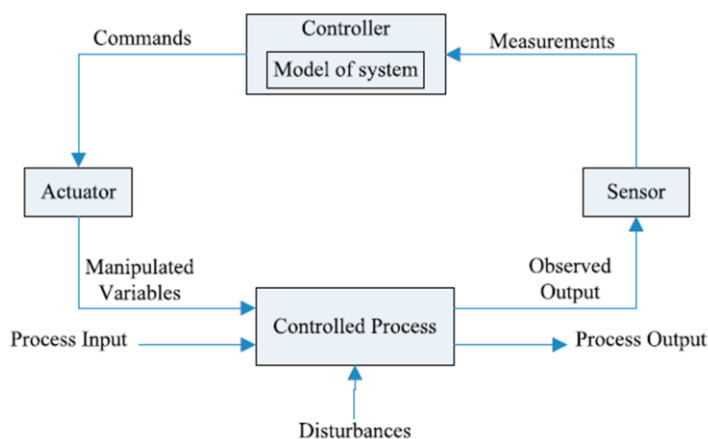 Controller
Commands
Measurements
Model of system
Actuator
Sensor
Manipulated
Variables
Observed
Output
Controlled Process
Process Input
Process Output
Disturbances